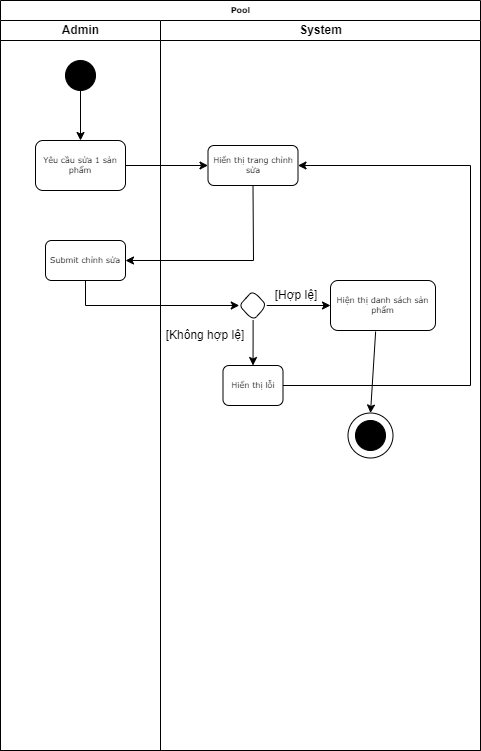 Pool
Admin
System
Yêu cầu sửa 1 sản
phẩm
Hiển thị trang chỉnh
sửa
Submit chỉnh sửa
[Hợp lệ]
Hiện thị danh sách sản
phẩm
[Không hợp lệ]
Hiển thị lỗi